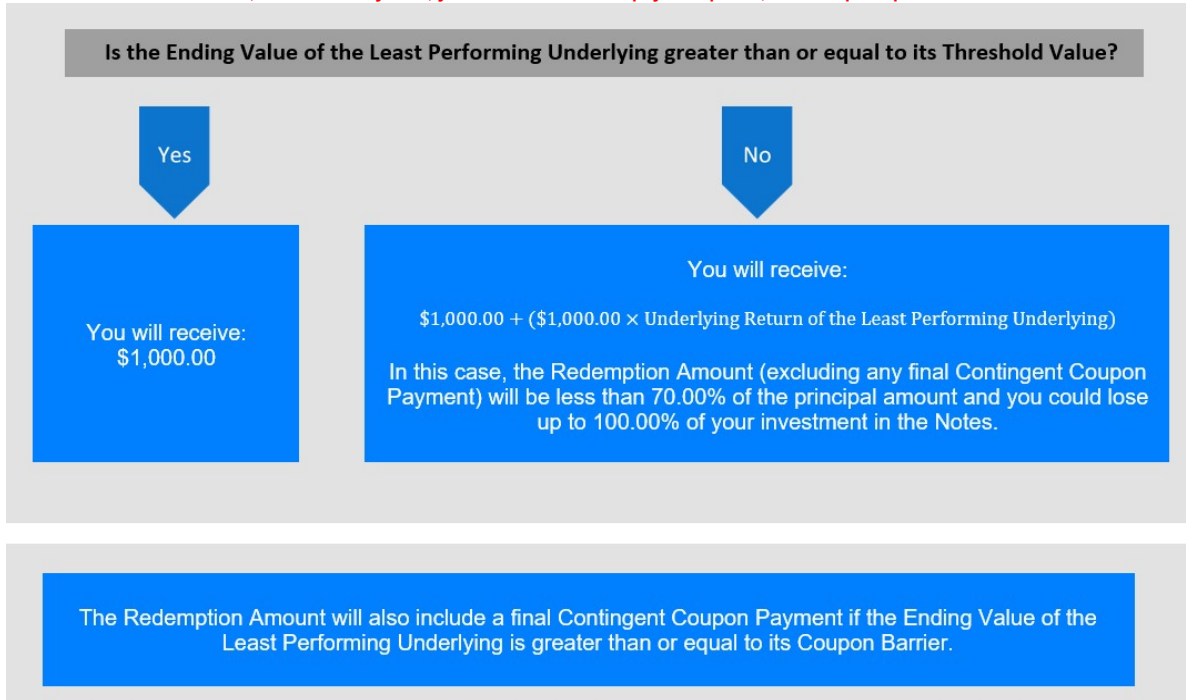 Is the Ending Value of the Least Performing Underlying greater than or equal to its Threshold Value?
Yes
No
You will receive:
$1,000.00
You will receive:
$1,000.00 + ($1,000.00 × Underlying Return of the Least Performing Underlying)
In this case, the Redemption Amount (excluding any final Contingent Coupon
Payment) will be less than 70.00% of the principal amount and you could lose
up to 100.00% of your investment in the Notes.
The Redemption Amount will also include a final Contingent Coupon Payment if the Ending Value of the
Least Performing Underlying is greater than or equal to its Coupon Barrier.